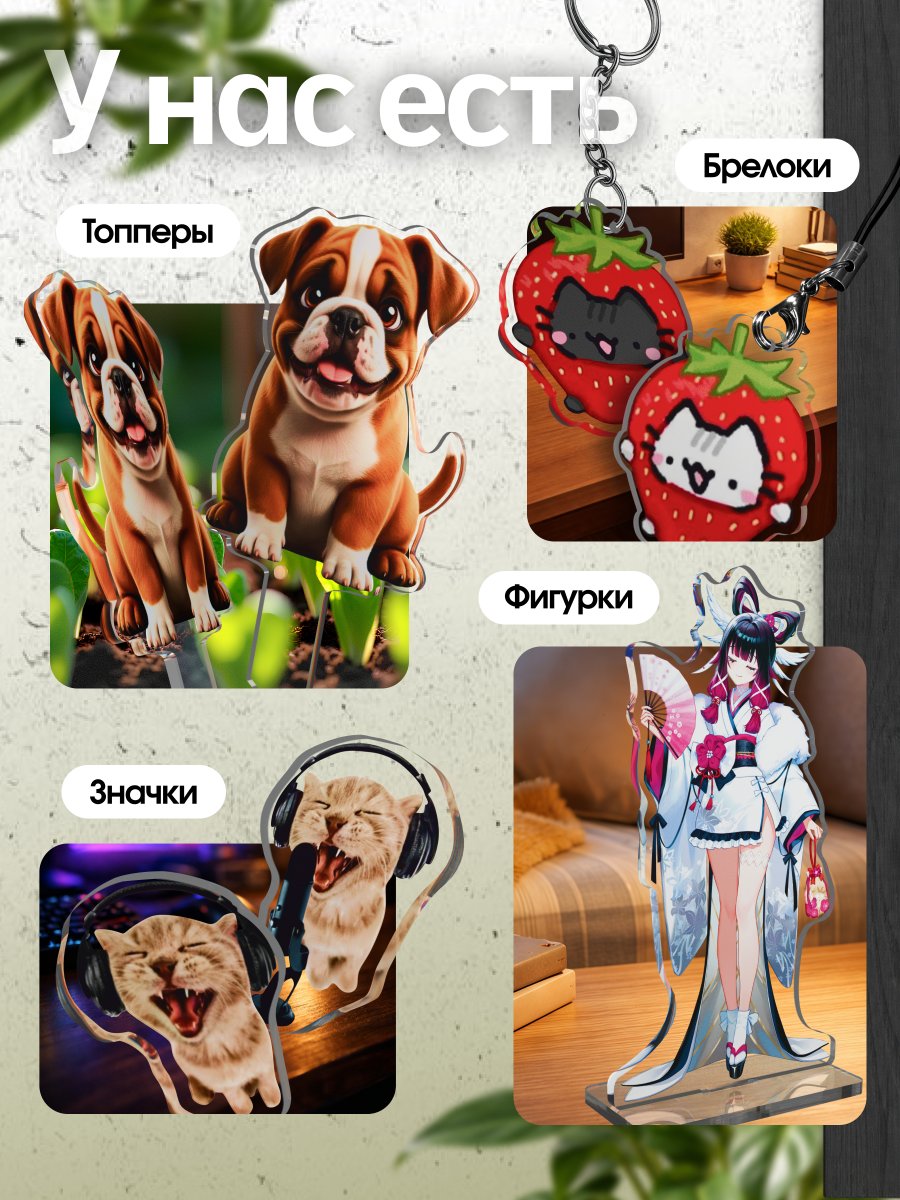 У нас есть
Брелоки
Топперы
Фигурки
Значки